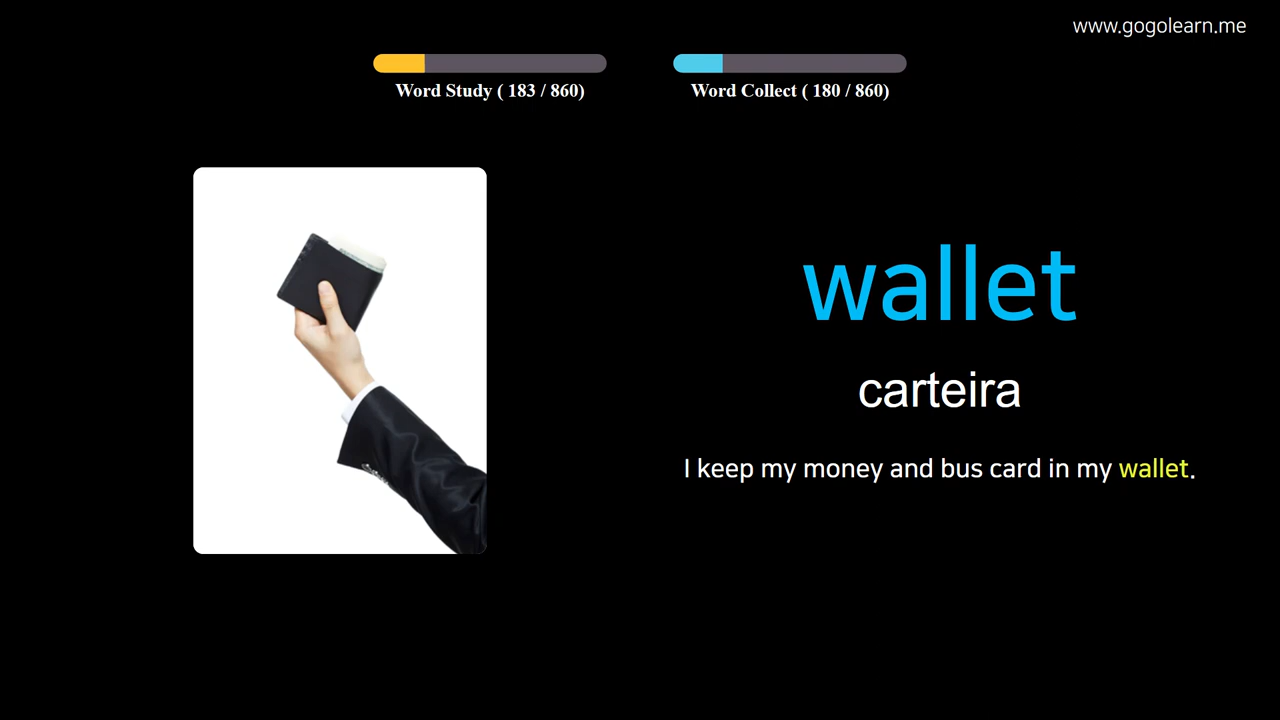 www.gogolearn.me
Word Study ( 183 / 860)
Word Collect ( 180 / 860)
wallet
carteira
I keep my money and bus card in my wallet.